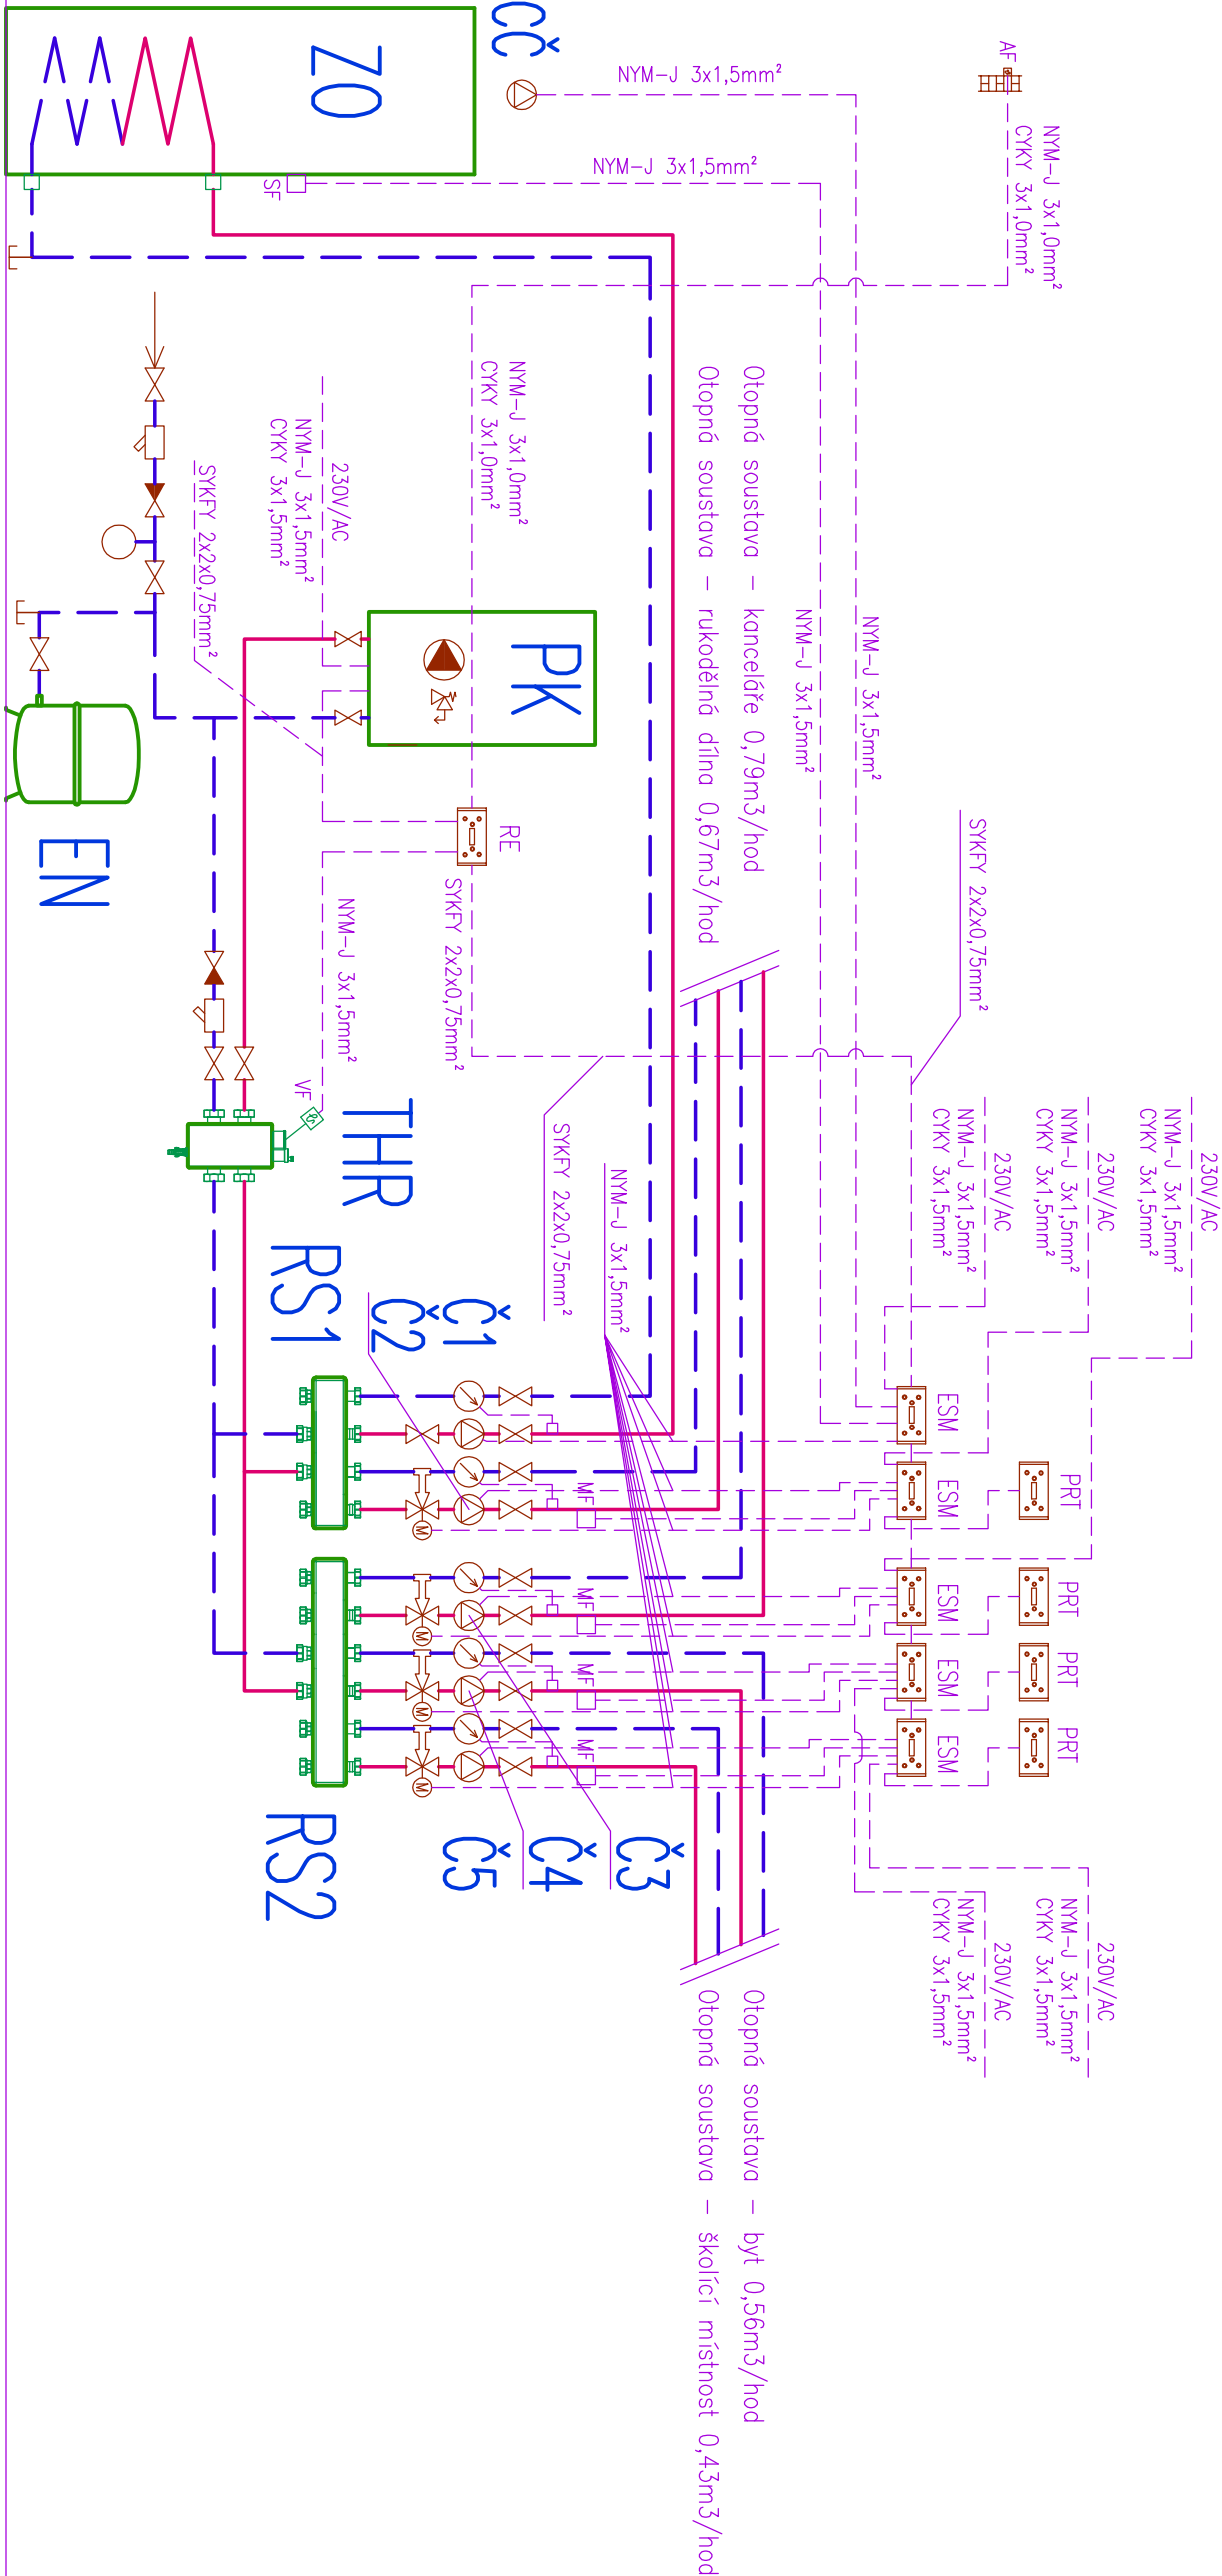 ZO
ČČ
NYM-J 3x1,5mm²
NYM-J 3x1,5mm²
SF
AF
NYM-J 3x1,0mm²
CYKY 3x1,0mm²
NYM-J 3x1,0mm²
CYKY 3x1,0mm²
230V/AC
NYM-J 3x1,5mm²
CYKY 3x1,5mm²
SYKFY 2x2x0,75mm²
Otopná soustava - kanceláře 0,79m3/hod
Otopná soustava - rukodělná dílna 0,67m3/hod
NYM-J 3x1,5mm²
NYM-J 3x1,5mm²
PK
EN
RE
SYKFY 2x2x0,75mm²
NYM-J 3x1,5mm²
SYKFY 2x2x0,75mm²
VF
THR
SYKFY 2x2x0,75mm²
NYM-J 3x1,5mm²
230V/AC
NYM-J 3x1,5mm²
CYKY 3x1,5mm²
230V/AC
NYM-J 3x1,5mm²
CYKY 3x1,5mm²
230V/AC
NYM-J 3x1,5mm²
CYKY 3x1,5mm²
RS1
Č1
Č2
ESM
ESM
PRT
MF
M
ESM
PRT
MF
M
ESM
PRT
MF
M
ESM
PRT
MF
M
RS2
Č3
Č4
Č5
230V/AC
NYM-J 3x1,5mm²
CYKY 3x1,5mm²
230V/AC
NYM-J 3x1,5mm²
CYKY 3x1,5mm²
Otopná soustava - byt 0,56m3/hod
Otopná soustava - školící místnost 0,43m3/hod